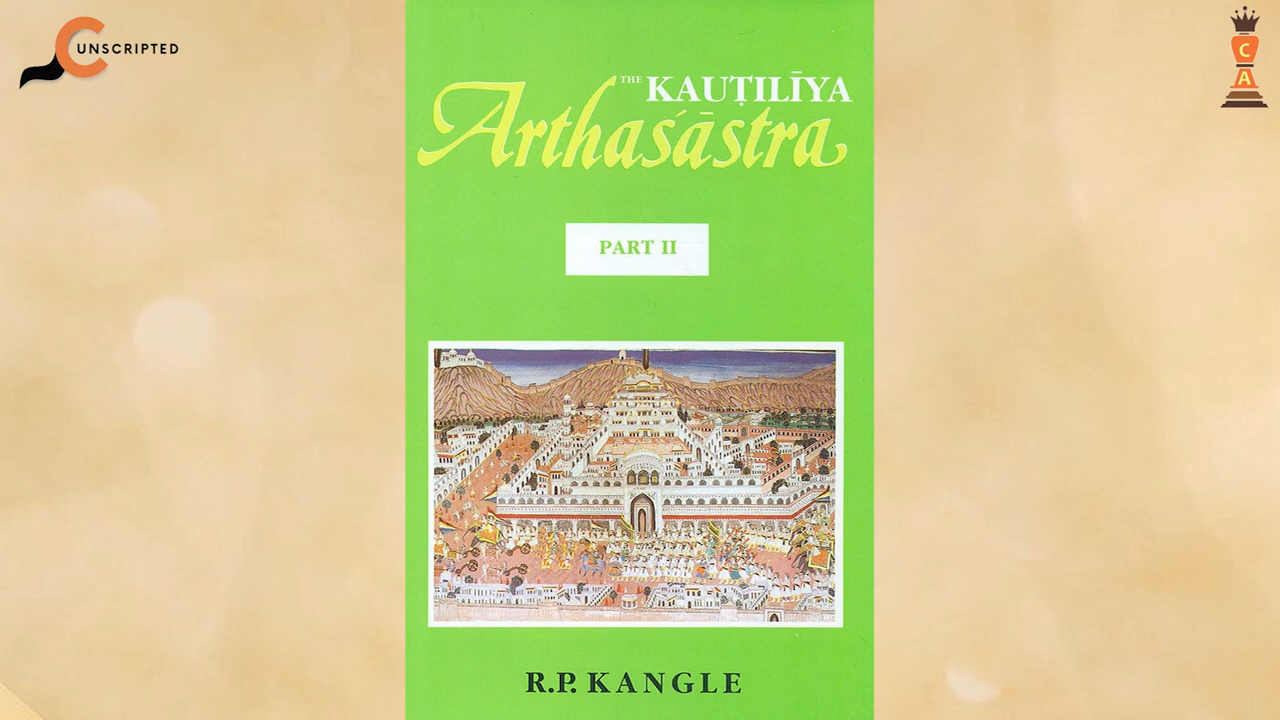 UNSCRIPTED
C
A
THE KAUṬILĪYA
Arthaśāstra
PART II
R.P. KANGLE